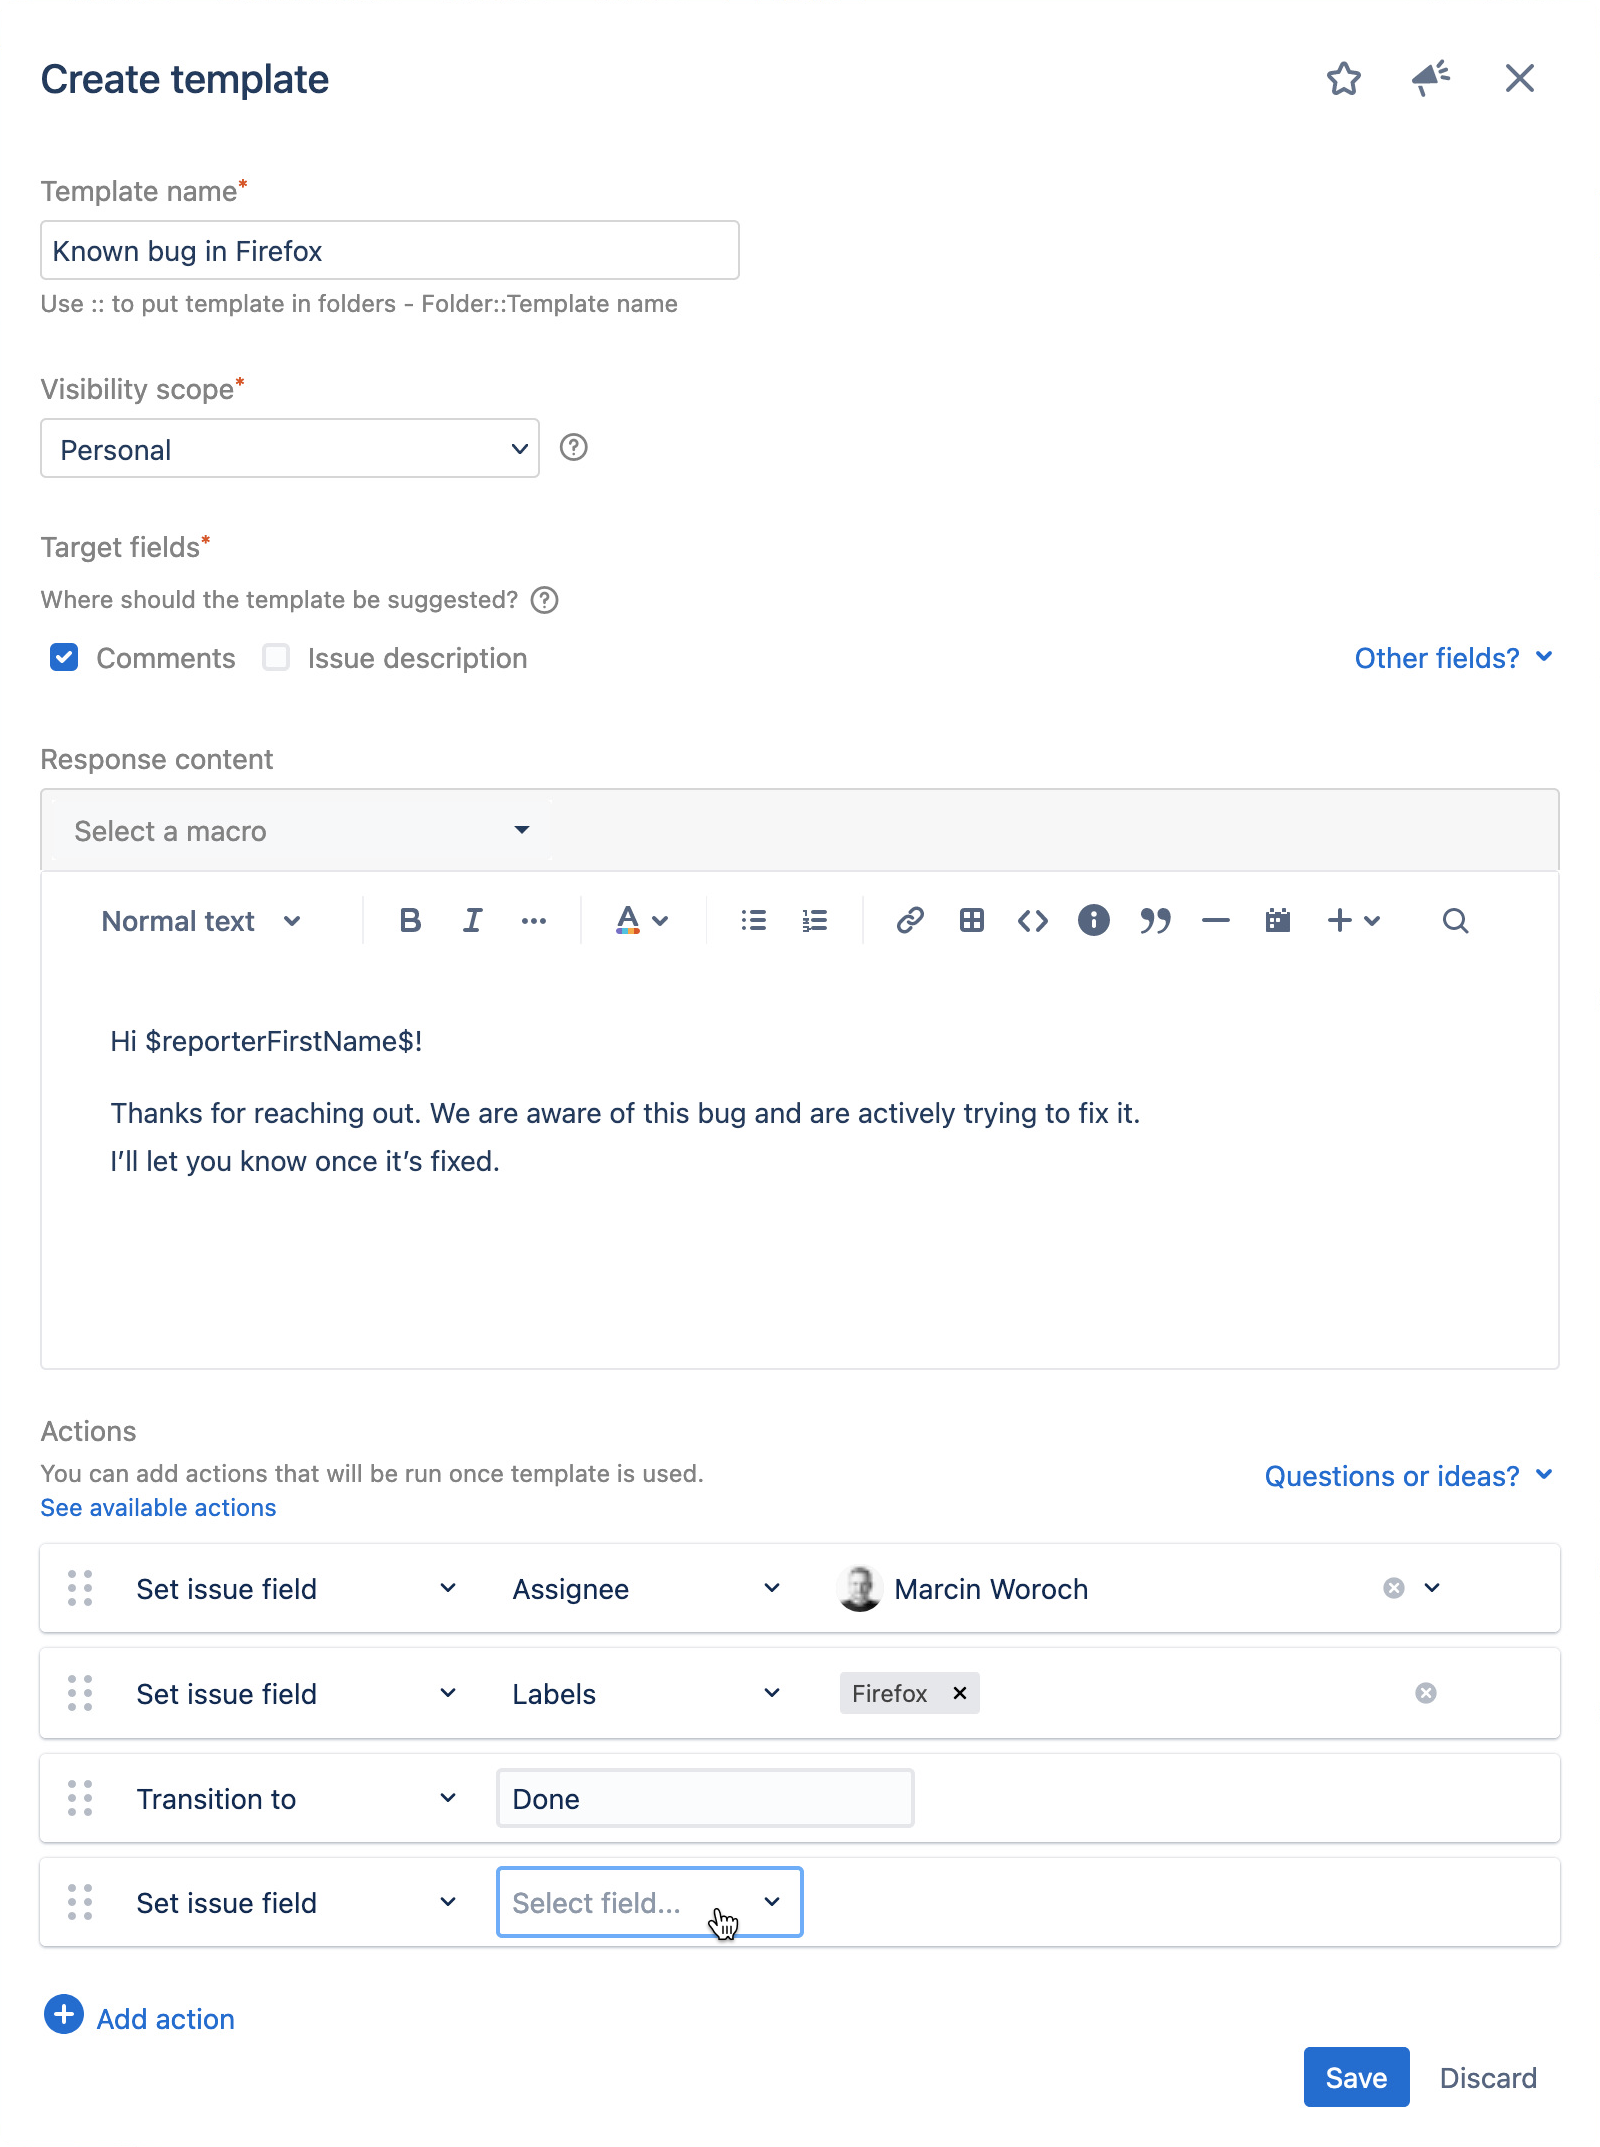 Create template
Template name*
Known bug in Firefox
Use :: to put template in folders - Folder::Template name
Visibility scope*
Personal
Target fields*
Where should the template be suggested?
Comments Issue description Other fields?
Response content
Select a macro
Normal text B I ... A
Hi $reporterFirstName$!
Thanks for reaching out. We are aware of this bug and are actively trying to fix it.
I’ll let you know once it’s fixed.
Actions
You can add actions that will be run once template is used.
Questions or ideas?
See available actions
Set issue field Assignee Marcin Woroch
Set issue field Labels Firefox
Transition to Done
Set issue field Select field...
Add action
Save Discard